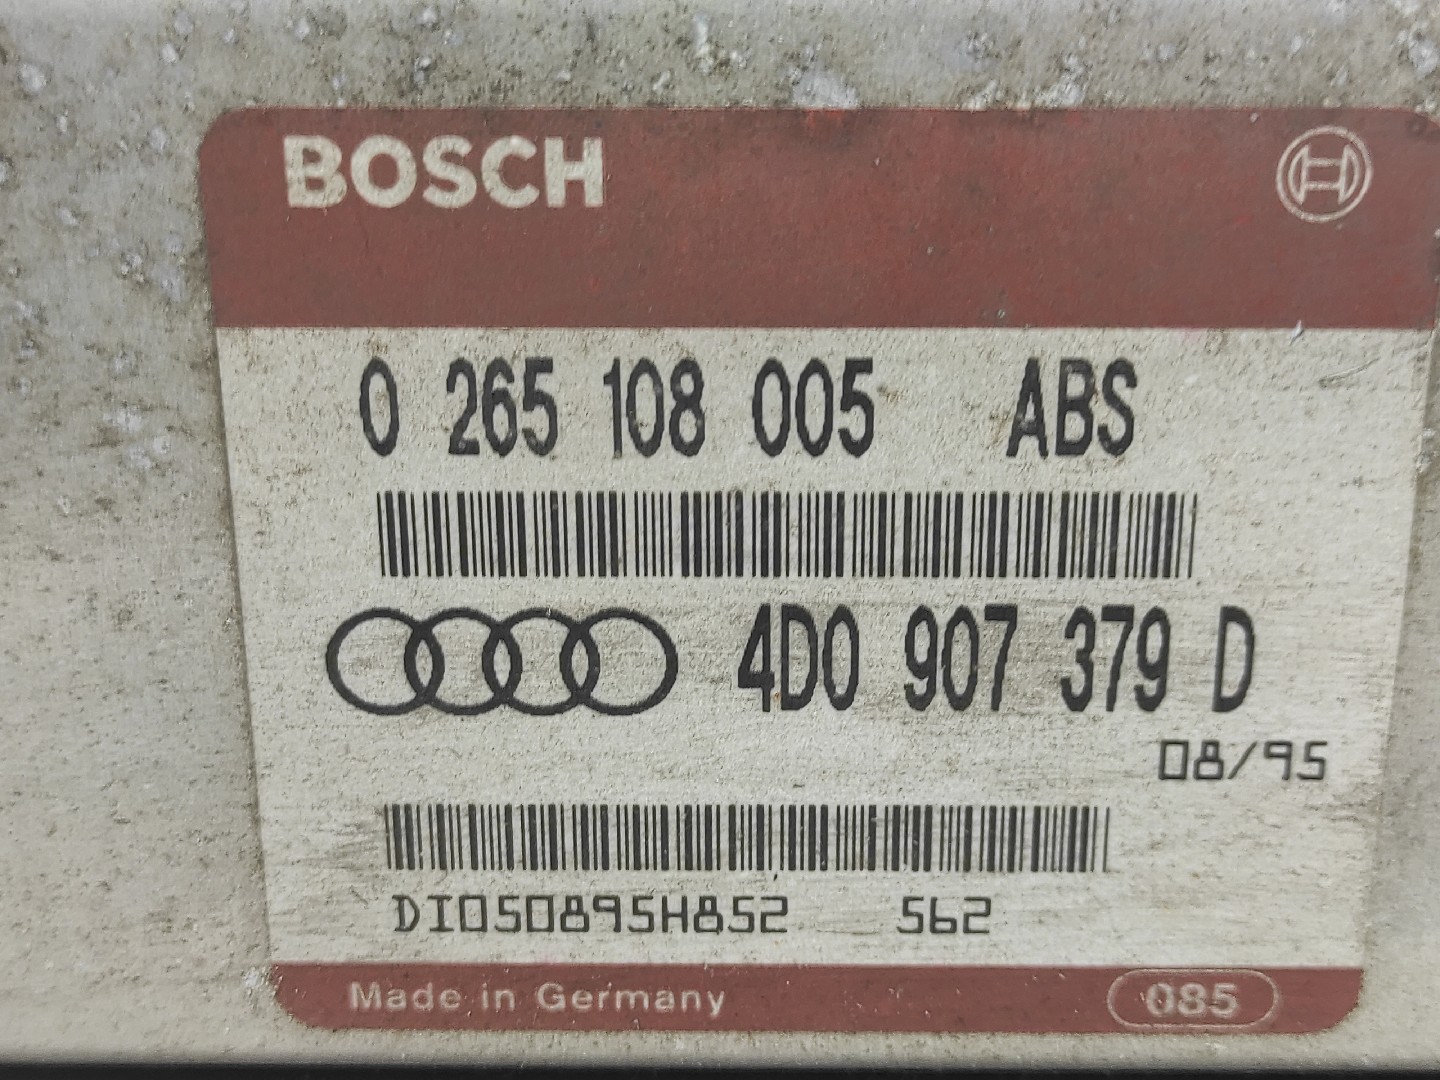 BOSCH
0 265 108 005 ABS
4D0 907 379 D
08/95
DI050895H852 562
Made in Germany 085